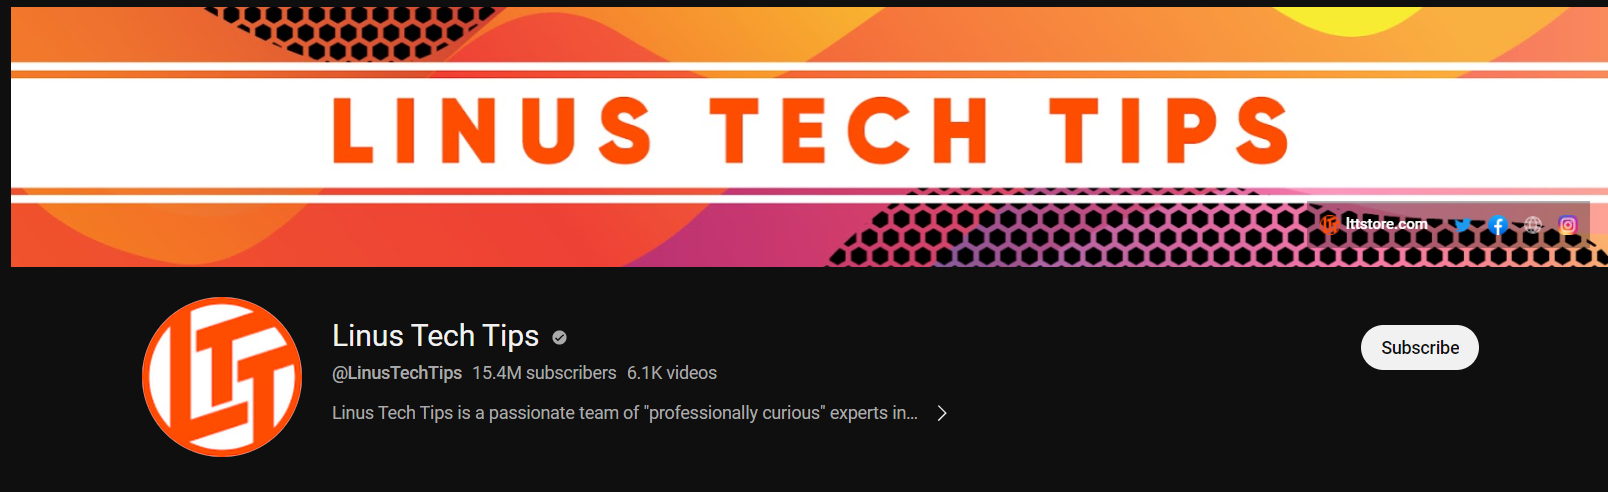 LINUS TECH TIPS
lttstore.com
LTT
Linus Tech Tips
@LinusTechTips 15.4M subscribers 6.1K videos
Subscribe
Linus Tech Tips is a passionate team of "professionally curious" experts in...